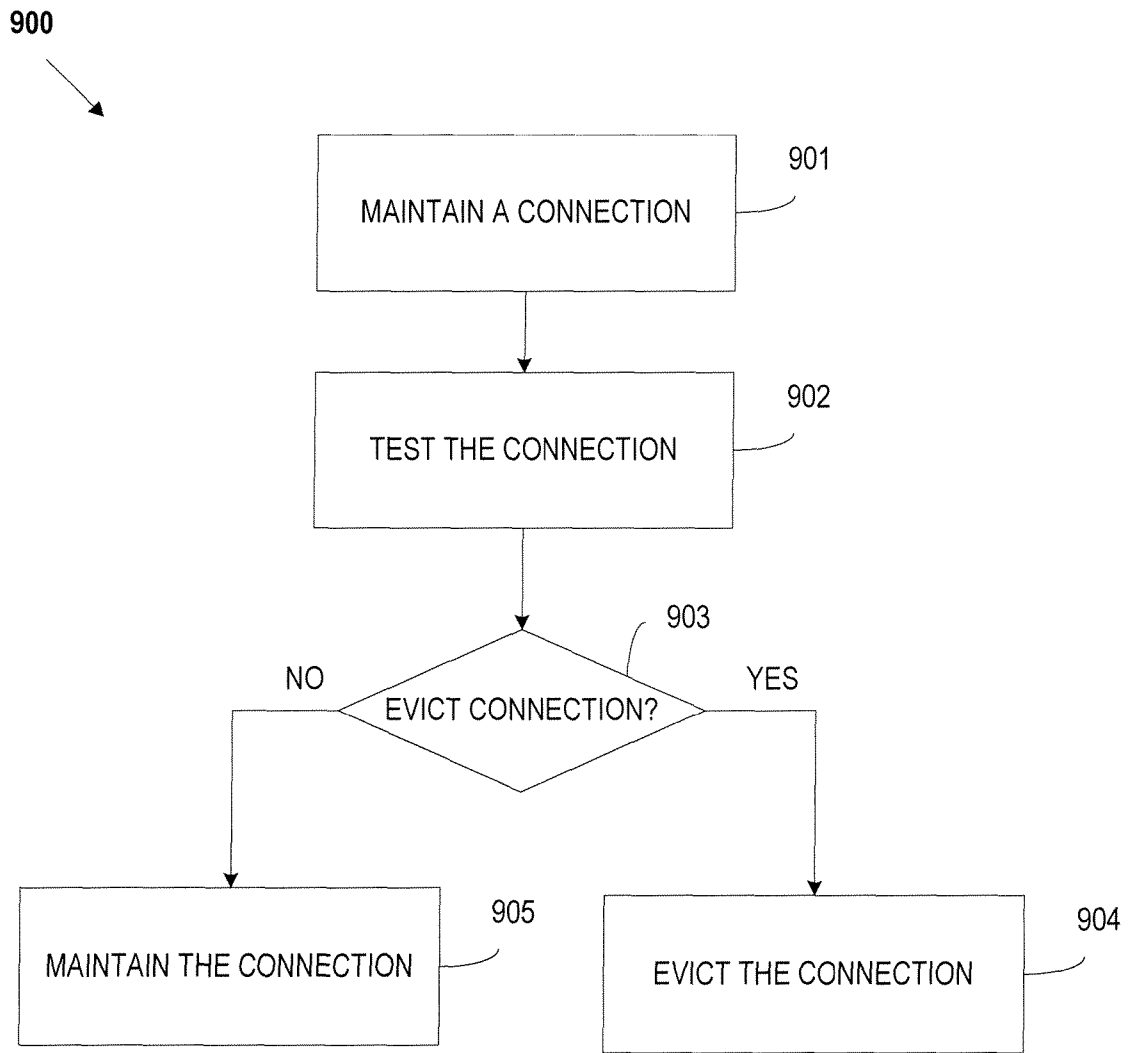 900
901
MAINTAIN A CONNECTION
902
TEST THE CONNECTION
903
NO
YES
EVICT CONNECTION?
905
904
MAINTAIN THE CONNECTION
EVICT THE CONNECTION